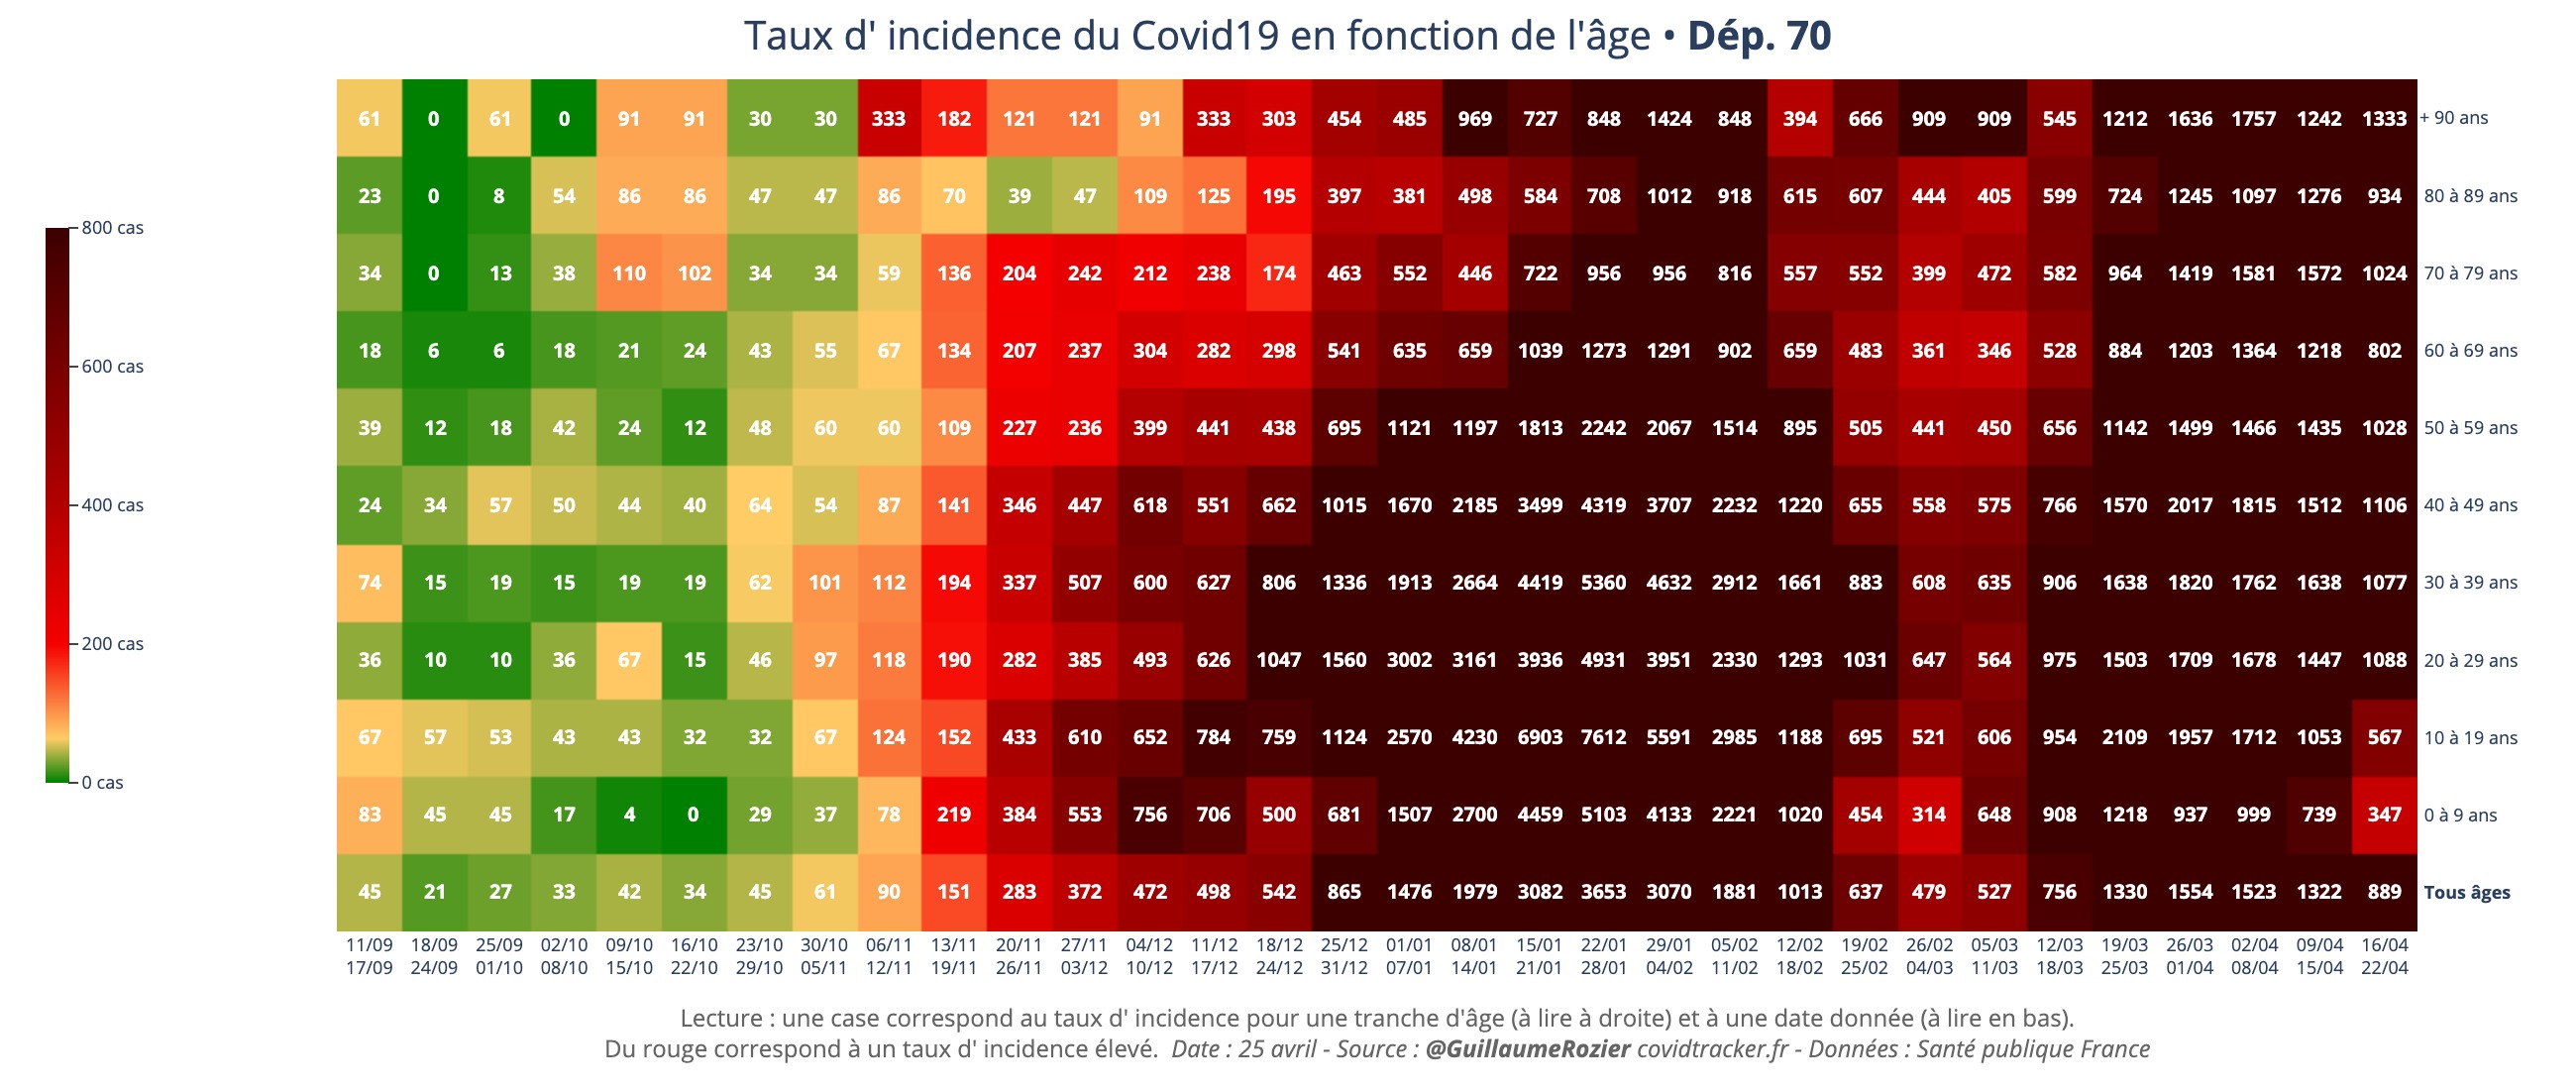 Taux d' incidence du Covid19 en fonction de l'âge • Dép. 70
61 0 61 0 91 91 30 30 333 182 121 121 91 333 303 454 485 969 727 848 1424 848 394 666 909 909 545 1212 1636 1757 1242 1333 + 90 ans
23 0 8 54 86 86 47 47 86 70 39 47 109 125 195 397 381 498 584 708 1012 918 615 607 444 405 599 724 1245 1097 1276 934 80 à 89 ans
800 cas
34 0 13 38 110 102 34 34 59 136 204 242 212 238 174 463 552 446 722 956 956 816 557 552 399 472 582 964 1419 1581 1572 1024 70 à 79 ans
18 6 6 18 21 24 43 55 67 134 207 237 304 282 298 541 635 659 1039 1273 1291 902 659 483 361 346 528 884 1203 1364 1218 802 60 à 69 ans
600 cas
39 12 18 42 24 12 48 60 60 109 227 236 399 441 438 695 1121 1197 1813 2242 2067 1514 895 505 441 450 656 1142 1499 1466 1435 1028 50 à 59 ans
400 cas
24 34 57 50 44 40 64 54 87 141 346 447 618 551 662 1015 1670 2185 3499 4319 3707 2232 1220 655 558 575 766 1570 2017 1815 1512 1106 40 à 49 ans
74 15 19 15 19 19 62 101 112 194 337 507 600 627 806 1336 1913 2664 4419 5360 4632 2912 1661 883 608 635 906 1638 1820 1762 1638 1077 30 à 39 ans
200 cas
36 10 10 36 67 15 46 97 118 190 282 385 493 626 1047 1560 3002 3161 3936 4931 3951 2330 1293 1031 647 564 975 1503 1709 1678 1447 1088 20 à 29 ans
67 57 53 43 43 32 32 67 124 152 433 610 652 784 759 1124 2570 4230 6903 7612 5591 2985 1188 695 521 606 954 2109 1957 1712 1053 567 10 à 19 ans
0 cas
83 45 45 17 4 0 29 37 78 219 384 553 756 706 500 681 1507 2700 4459 5103 4133 2221 1020 454 314 648 908 1218 937 999 739 347 0 à 9 ans
45 21 27 33 42 34 45 61 90 151 283 372 472 498 542 865 1476 1979 3082 3653 3070 1881 1013 637 479 527 756 1330 1554 1523 1322 889 Tous âges
11/09 18/09 25/09 02/10 09/10 16/10 23/10 30/10 06/11 13/11 20/11 27/11 04/12 11/12 18/12 25/12 01/01 08/01 15/01 22/01 29/01 05/02 12/02 19/02 26/02 05/03 12/03 19/03 26/03 02/04 09/04 16/04
17/09 24/09 01/10 08/10 15/10 22/10 29/10 05/11 12/11 19/11 26/11 03/12 10/12 17/12 24/12 31/12 07/01 14/01 21/01 28/01 04/02 11/02 18/02 25/02 04/03 11/03 18/03 25/03 01/04 08/04 15/04 22/04
Lecture : une case correspond au taux d' incidence pour une tranche d'âge (à lire à droite) et à une date donnée (à lire en bas).
Du rouge correspond à un taux d' incidence élevé. Date : 25 avril - Source : @GuillaumeRozier covidtracker.fr - Données : Santé publique France